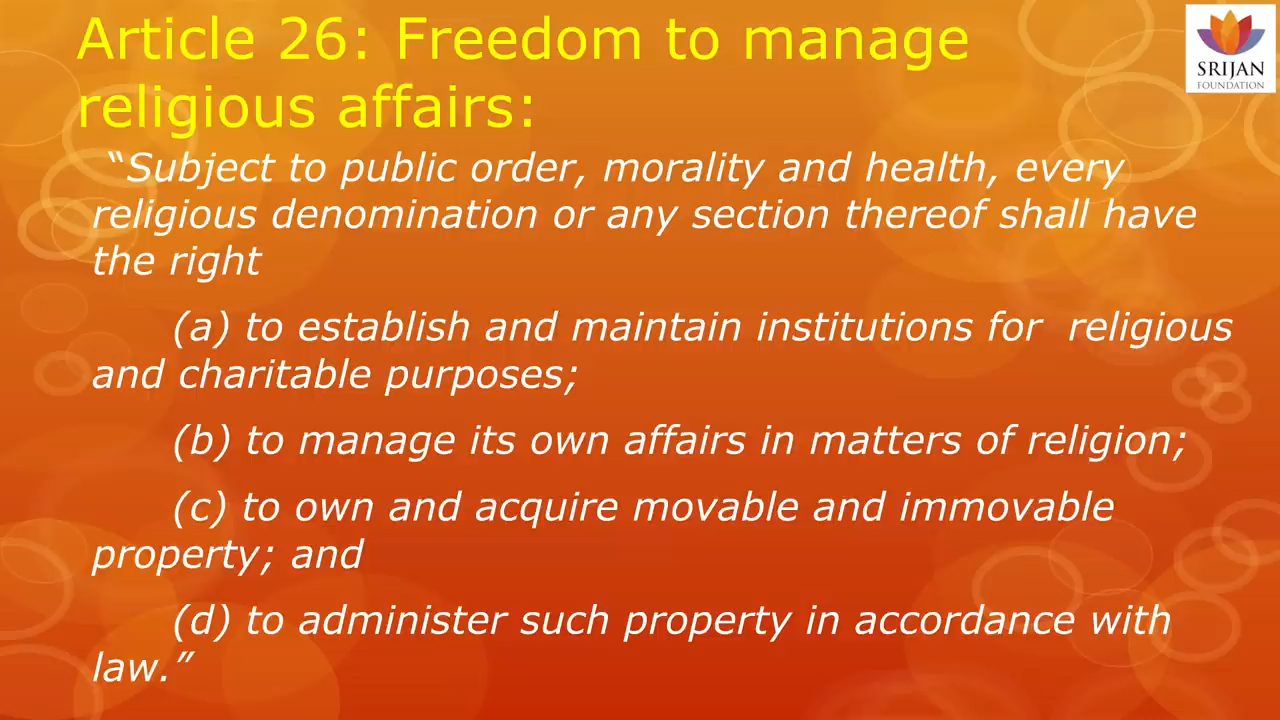 Article 26: Freedom to manage
religious affairs:
SRIJAN
FOUNDATION
“Subject to public order, morality and health, every
religious denomination or any section thereof shall have
the right
(a) to establish and maintain institutions for religious
and charitable purposes;
(b) to manage its own affairs in matters of religion;
(c) to own and acquire movable and immovable
property; and
(d) to administer such property in accordance with
law.”